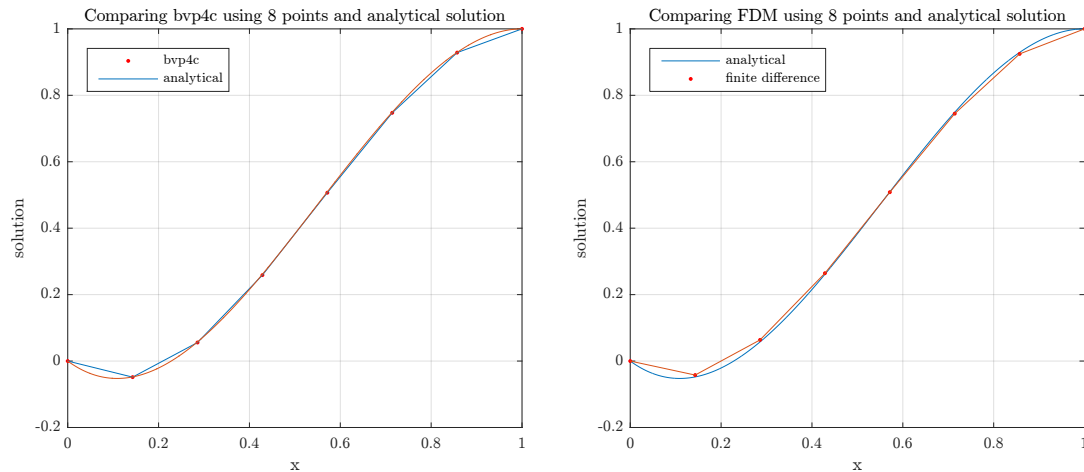 Comparing bvp4c using 8 points and analytical solution
1
0.8
0.6
0.4
0.2
0
-0.2
solution
bvp4c
analytical
0
0.2
0.4
0.6
0.8
1
x
Comparing FDM using 8 points and analytical solution
1
0.8
0.6
0.4
0.2
0
-0.2
solution
analytical
finite difference
0
0.2
0.4
0.6
0.8
1
x